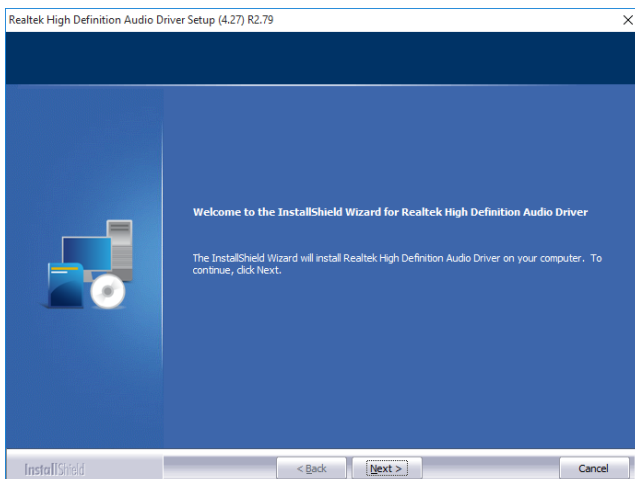 Realtek High Definition Audio Driver Setup (4.27) R2.79
Welcome to the InstallShield Wizard for Realtek High Definition Audio Driver
The InstallShield Wizard will install Realtek High Definition Audio Driver on your computer. To
continue, click Next.
InstallShield
< Back
Next >
Cancel